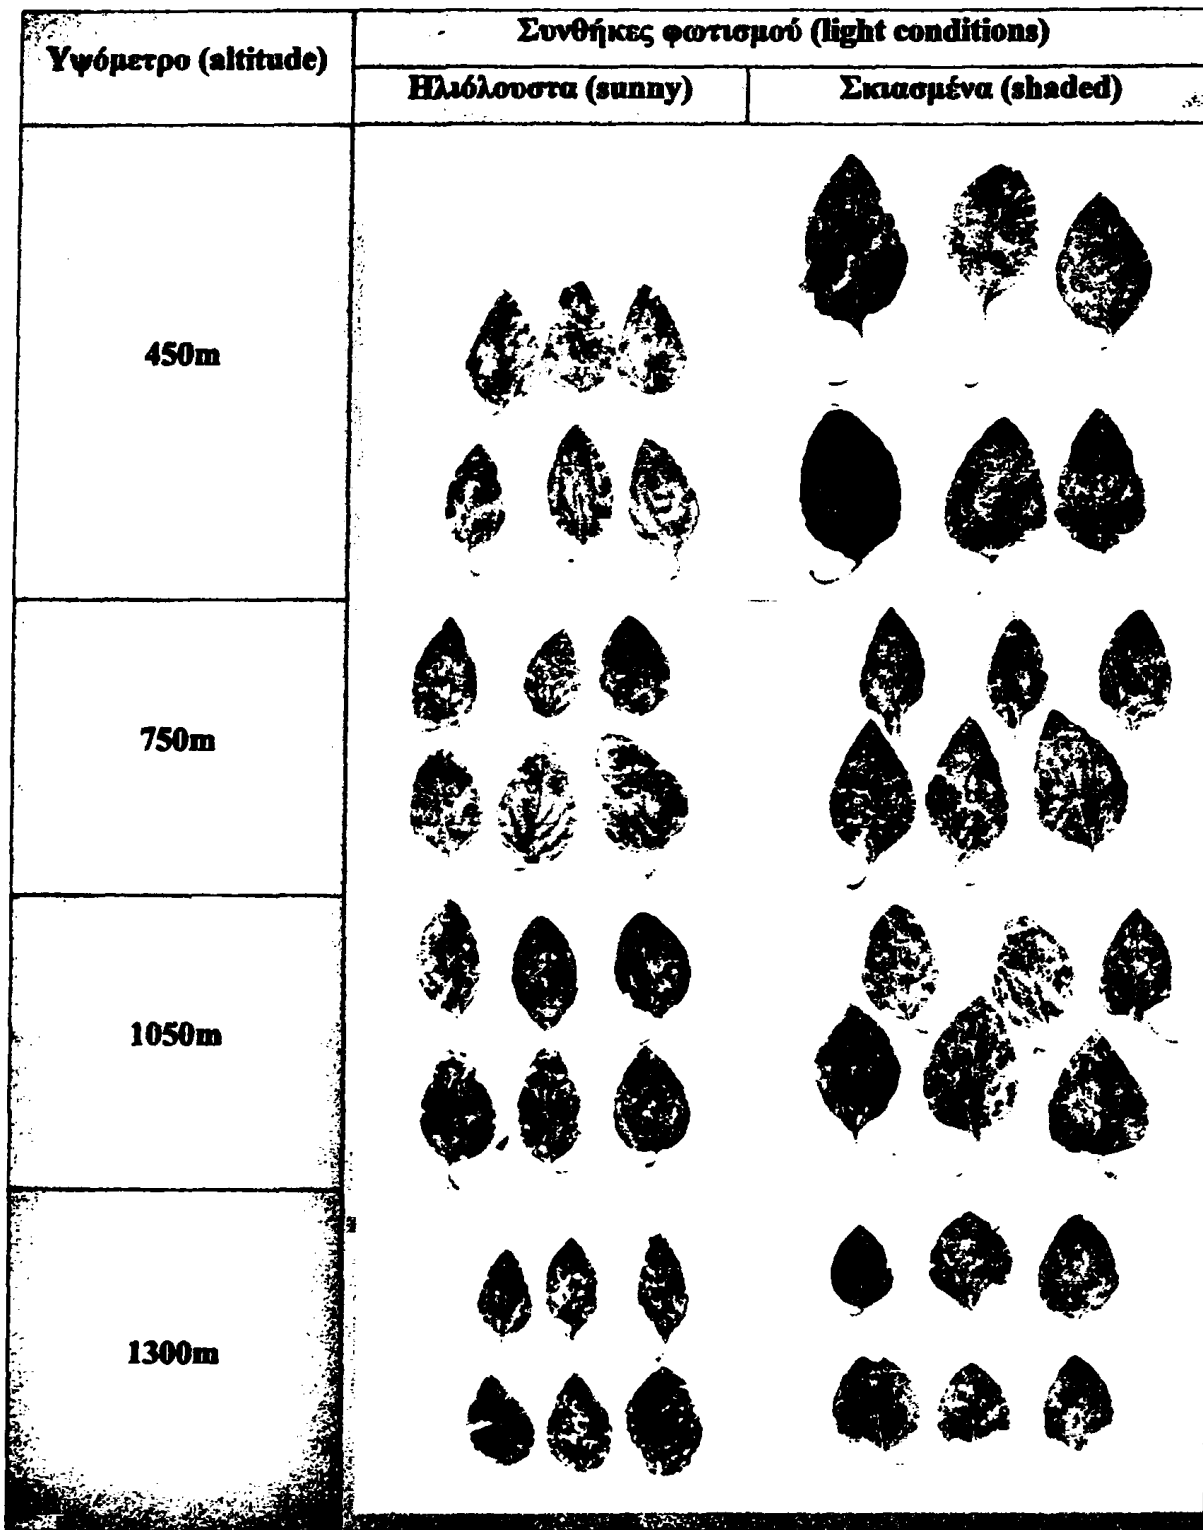 Υψόμετρο (altitude)
Συνθήκες φωτισμού (light conditions)
Ηλιόλουστα (sunny)
Σκιασμένα (shaded)
450m
750m
1050m
1300m